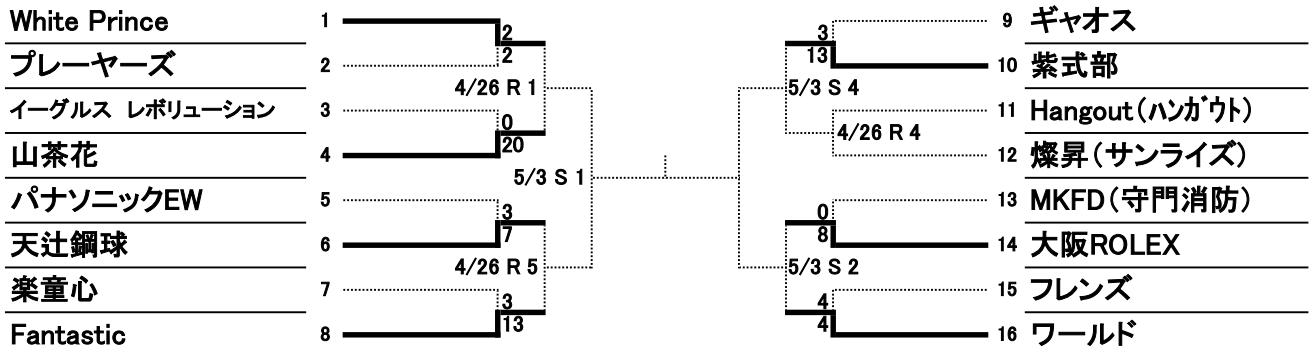 White Prince 1
2
2
プレーヤーズ 2
4/26 R 1
イーグルス レボリューション 3
0
20
山茶花 4
5/3 S 1
パナソニックEW 5
3
7
天辻鋼球 6
4/26 R 5
楽童心 7
3
13
Fantastic 8
9 ギャオス
3
13
10 紫式部
5/3 S 4
11 Hangout(ﾊﾝｶﾞｳﾄ)
4/26 R 4
12 燦昇(サンライズ)
13 MKFD(守門消防)
0
8
14 大阪ROLEX
5/3 S 2
15 フレンズ
4
4
16 ワールド